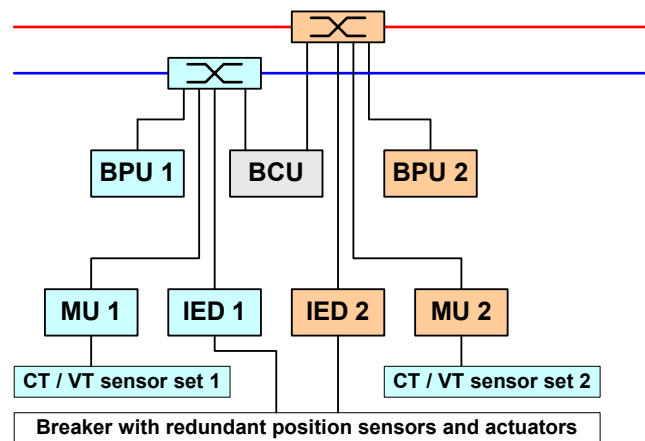 BPU 1
BCU
BPU 2
MU 1
IED 1
IED 2
MU 2
CT / VT sensor set 1
CT / VT sensor set 2
Breaker with redundant position sensors and actuators